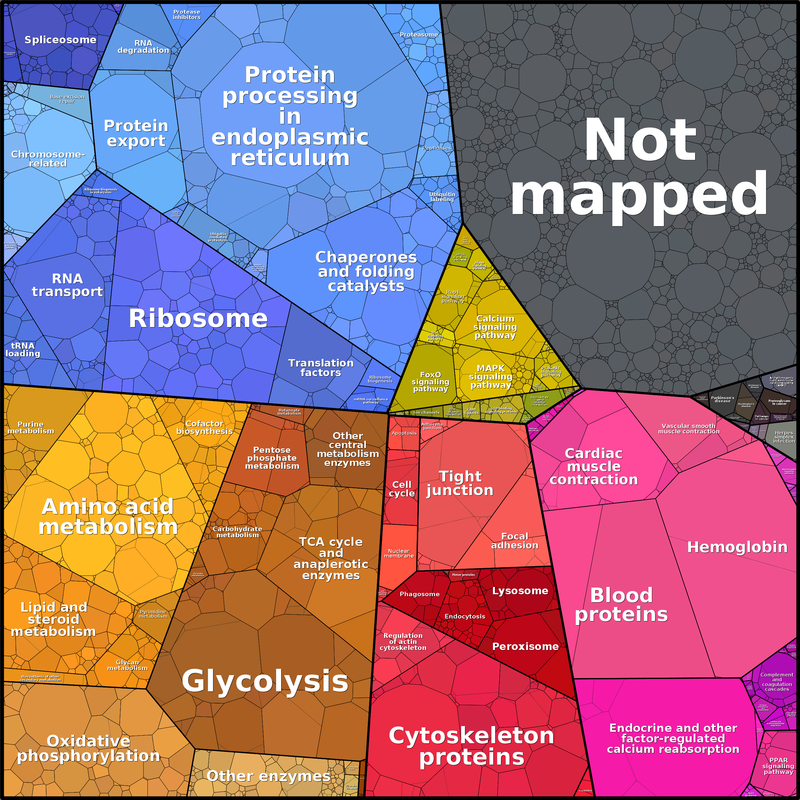 Spliceosome
RNA
degradation
Protease
inhibitors
Proteasome
Protein
processing
in
endoplasmic
reticulum
Protein
export
Chromosome-
related
Ubiquitin
labeling
Not
mapped
RNA
transport
Ribosome
Chaperones
and folding
catalysts
tRNA
loading
Translation
factors
Ribosome
biogenesis
Calcium
signaling
pathway
FoxO
signaling
pathway
MAPK
signaling
pathway
Parkinson's
disease
Herpes
simplex
infection
Purine
metabolism
Cofactor
biosynthesis
Pentose
phosphate
metabolism
Other
central
metabolism
enzymes
Amino acid
metabolism
Carbohydrate
metabolism
TCA cycle
and
anaplerotic
enzymes
Lipid and
steroid
metabolism
Pyrimidine
metabolism
Glycan
metabolism
Glycolysis
Oxidative
phosphorylation
Other enzymes
Apoptosis
Cell
cycle
Tight
junction
Focal
adhesion
Nuclear
membrane
Phagosome
Lysosome
Endocytosis
Peroxisome
Regulation
of actin
cytoskeleton
Cytoskeleton
proteins
Cardiac
muscle
contraction
Vascular smooth
muscle contraction
Hemoglobin
Blood
proteins
Endocrine and other
factor-regulated
calcium reabsorption
Complement
and
coagulation
cascades
PPAR
signaling
pathway